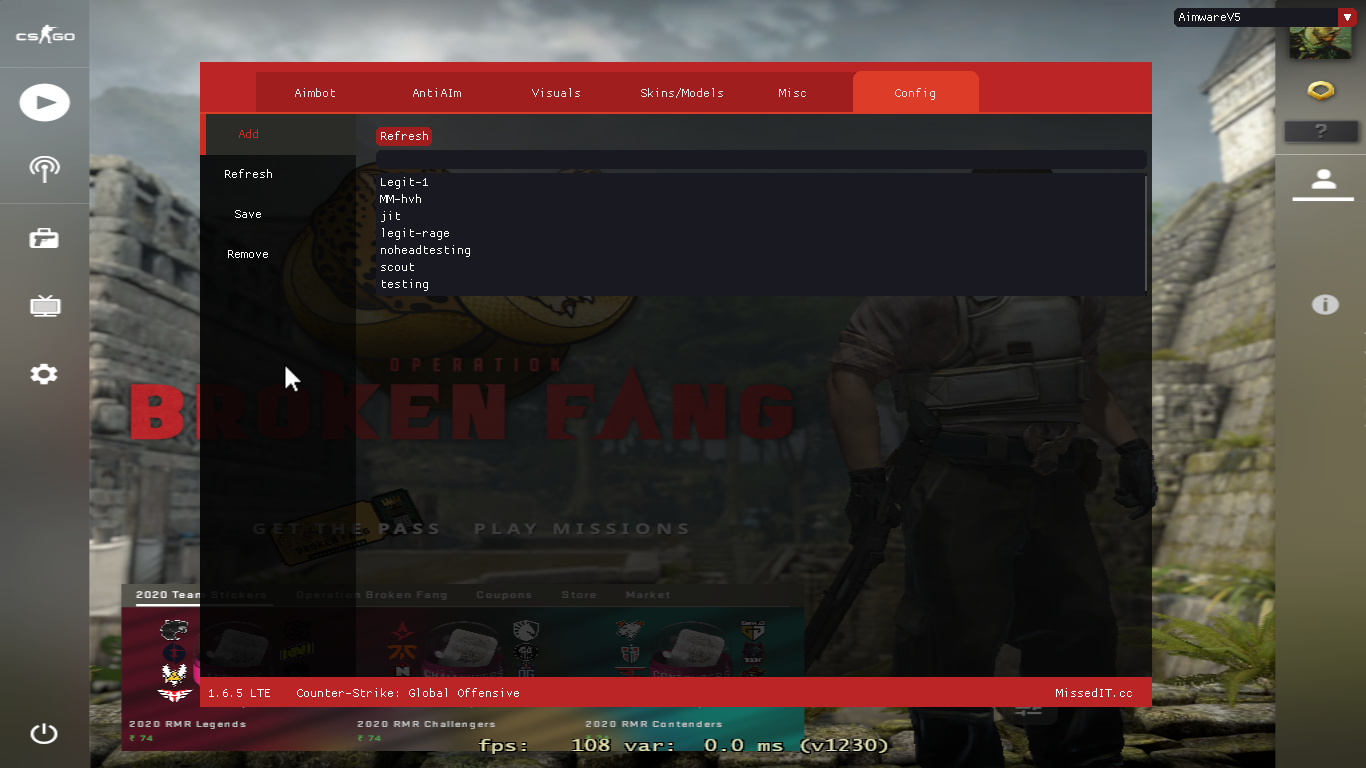 CS GO
AimwareV5
Aimbot AntiAIm Visuals Skins/Models Misc Config
Add
Refresh
Save
Remove
Refresh
Legit-1
MM-hvh
jit
legit-rage
noheadtesting
scout
testing
?
OPERATION
BROKEN FANG
GET THE PASS PLAY MISSIONS
2020 Team Stickers Operation Broken Fang Coupons Store Market
1.6.5 LTE Counter-Strike: Global Offensive MissedIT.cc
2020 RMR Legends 2020 RMR Challengers 2020 RMR Contenders
₹ 74 ₹ 74
fps: 108 var: 0.0 ms (v1230)